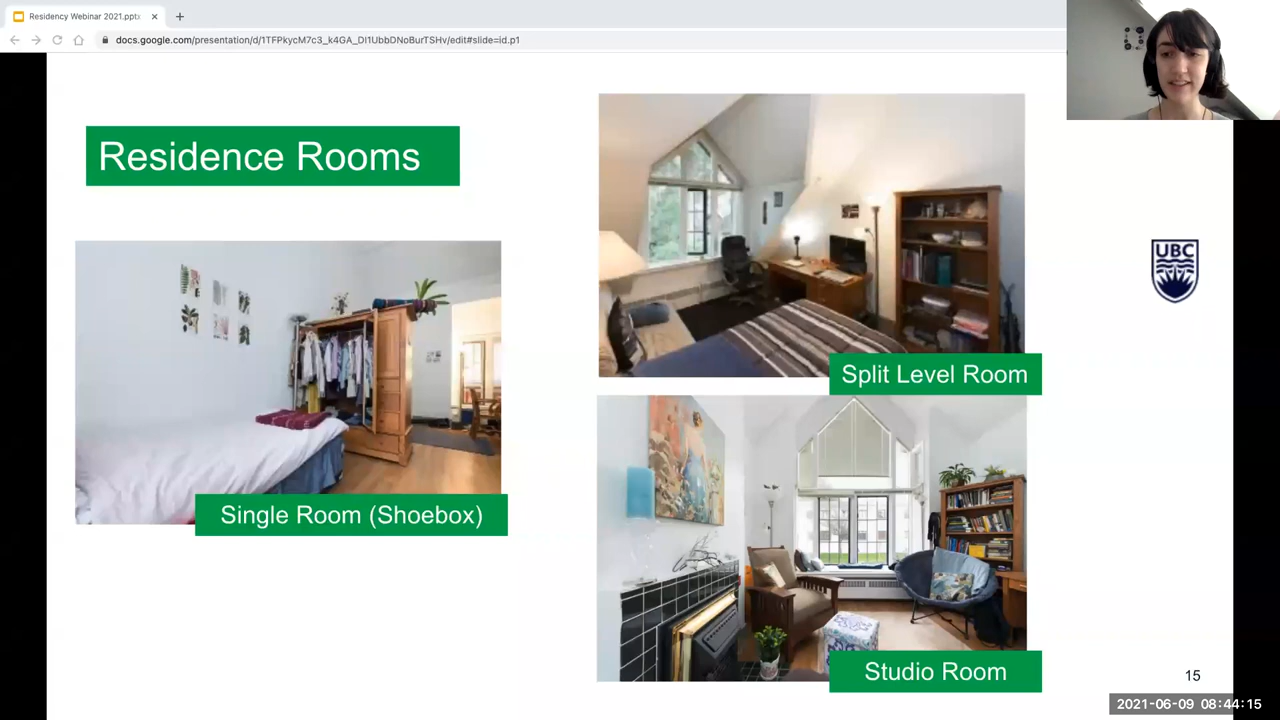 Residency Webinar 2021.pptx
docs.google.com/presentation/d/1TFPkycM7c3_k4GA_DI1UbbDNoBurTSHv/edit#slide=id.p1
Residence Rooms
UBC
Split Level Room
Single Room (Shoebox)
Studio Room
15
2021-06-09 08:44:15